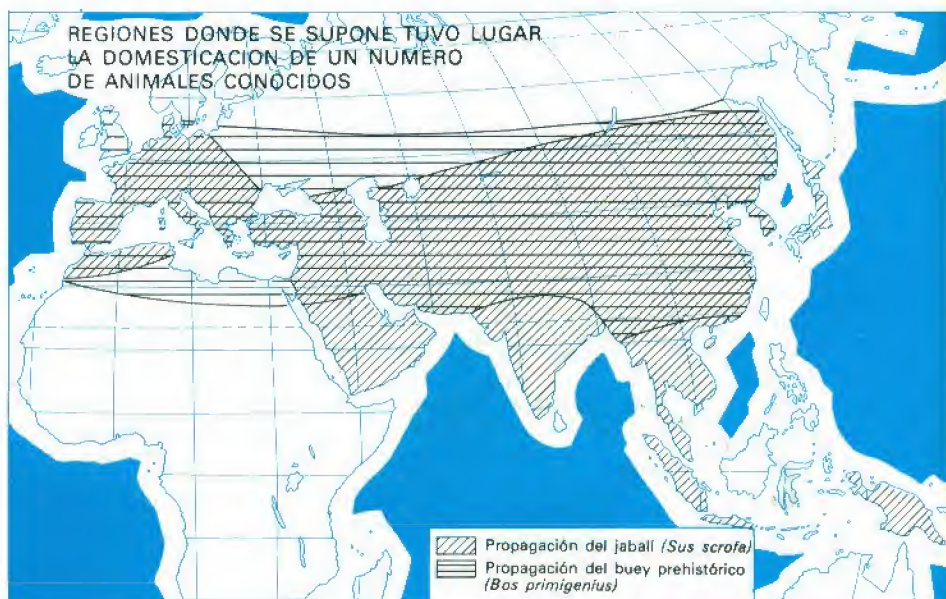 REGIONES DONDE SE SUPONE TUVO LUGAR
LA DOMESTICACION DE UN NUMERO
DE ANIMALES CONOCIDOS
Propagación del jabalí (Sus scrofa)
Propagación del buey prehistórico
(Bos primigenius)